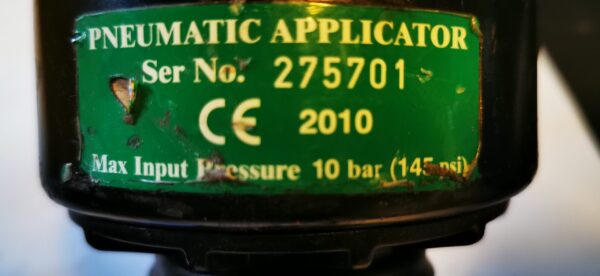 PNEUMATIC APPLICATOR
Ser No. 275701
CE 2010
Max Input Pressure 10 bar (145 psi)